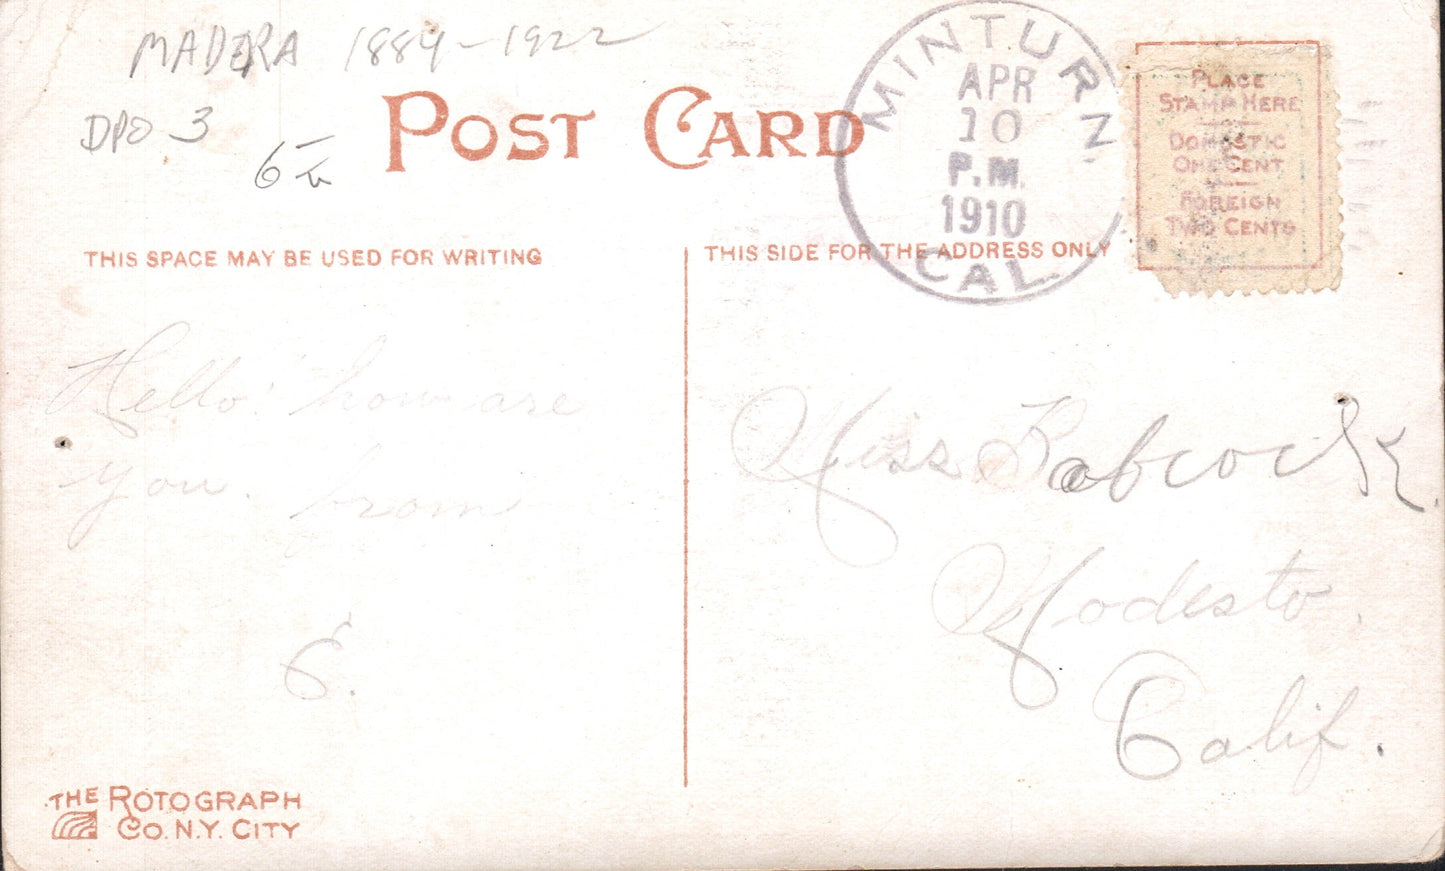 MADERA 1884-1922
DPO 3
6
POST CARD
MINTURN
APR
10
P.M.
1910
CAL.
PLACE
STAMP HERE
DOMESTIC
ONE CENT
FOREIGN
TWO CENTS
THIS SPACE MAY BE USED FOR WRITING
THIS SIDE FOR THE ADDRESS ONLY
Hello! how are
you. from
E.
Miss Babcock.
Modesto.
Calif.
THE ROTOGRAPH
CO. N.Y. CITY